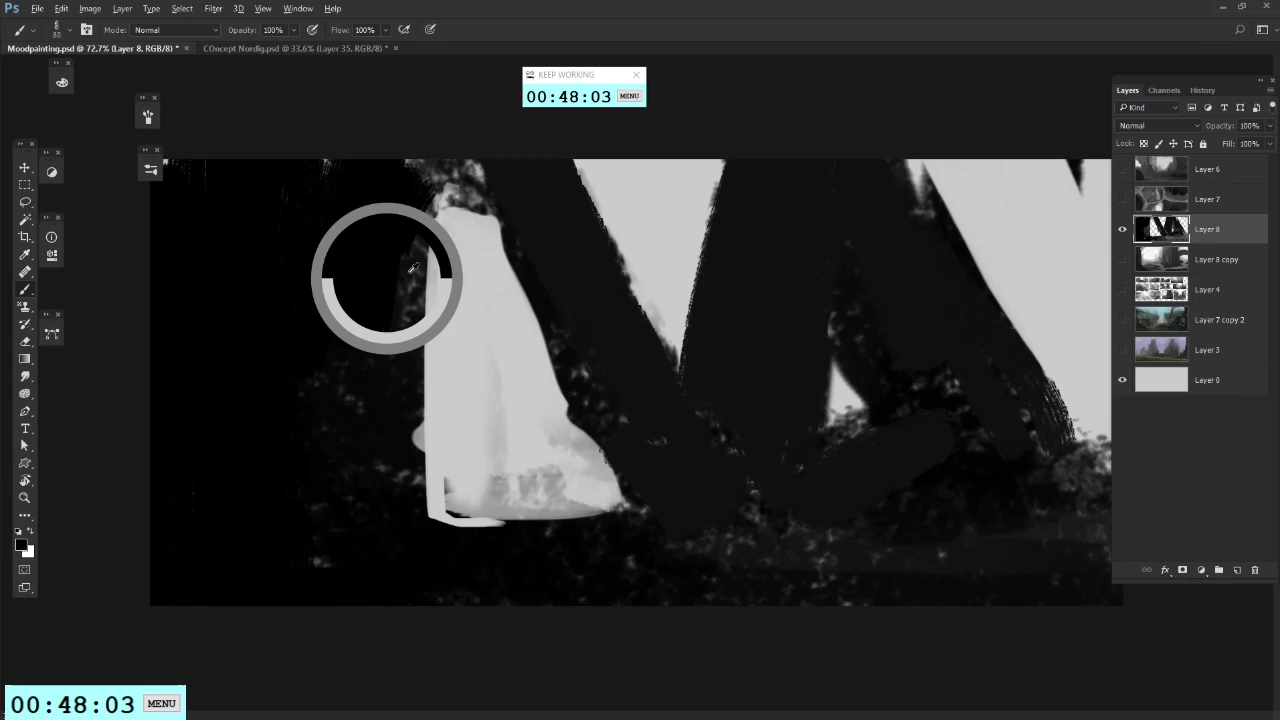 Ps File Edit Image Layer Type Select Filter 3D View Window Help
80 Mode: Normal Opacity: 100% Flow: 100%
Moodpainting.psd @ 72,7% (Layer 8, RGB/8) * × COncept Nordig.psd @ 33,6% (Layer 35, RGB/8) * ×
KEEP WORKING
00:48:03 MENU
Layers Channels History
Kind
Normal Opacity: 100%
Lock: Fill: 100%
Layer 6
Layer 7
Layer 8
Layer 8 copy
Layer 4
Layer 7 copy 2
Layer 3
Layer 0
fx
00:48:03 MENU